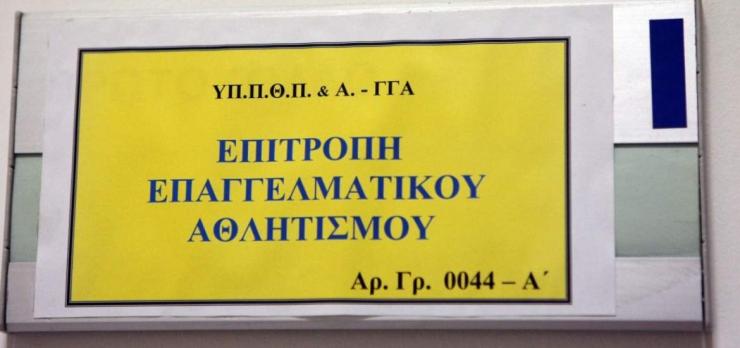 ΥΠ.Π.Θ.Π. & Α. - ΓΓΑ
ΕΠΙΤΡΟΠΗ
ΕΠΑΓΓΕΛΜΑΤΙΚΟΥ
ΑΘΛΗΤΙΣΜΟΥ
Αρ. Γρ. 0044 – Α΄